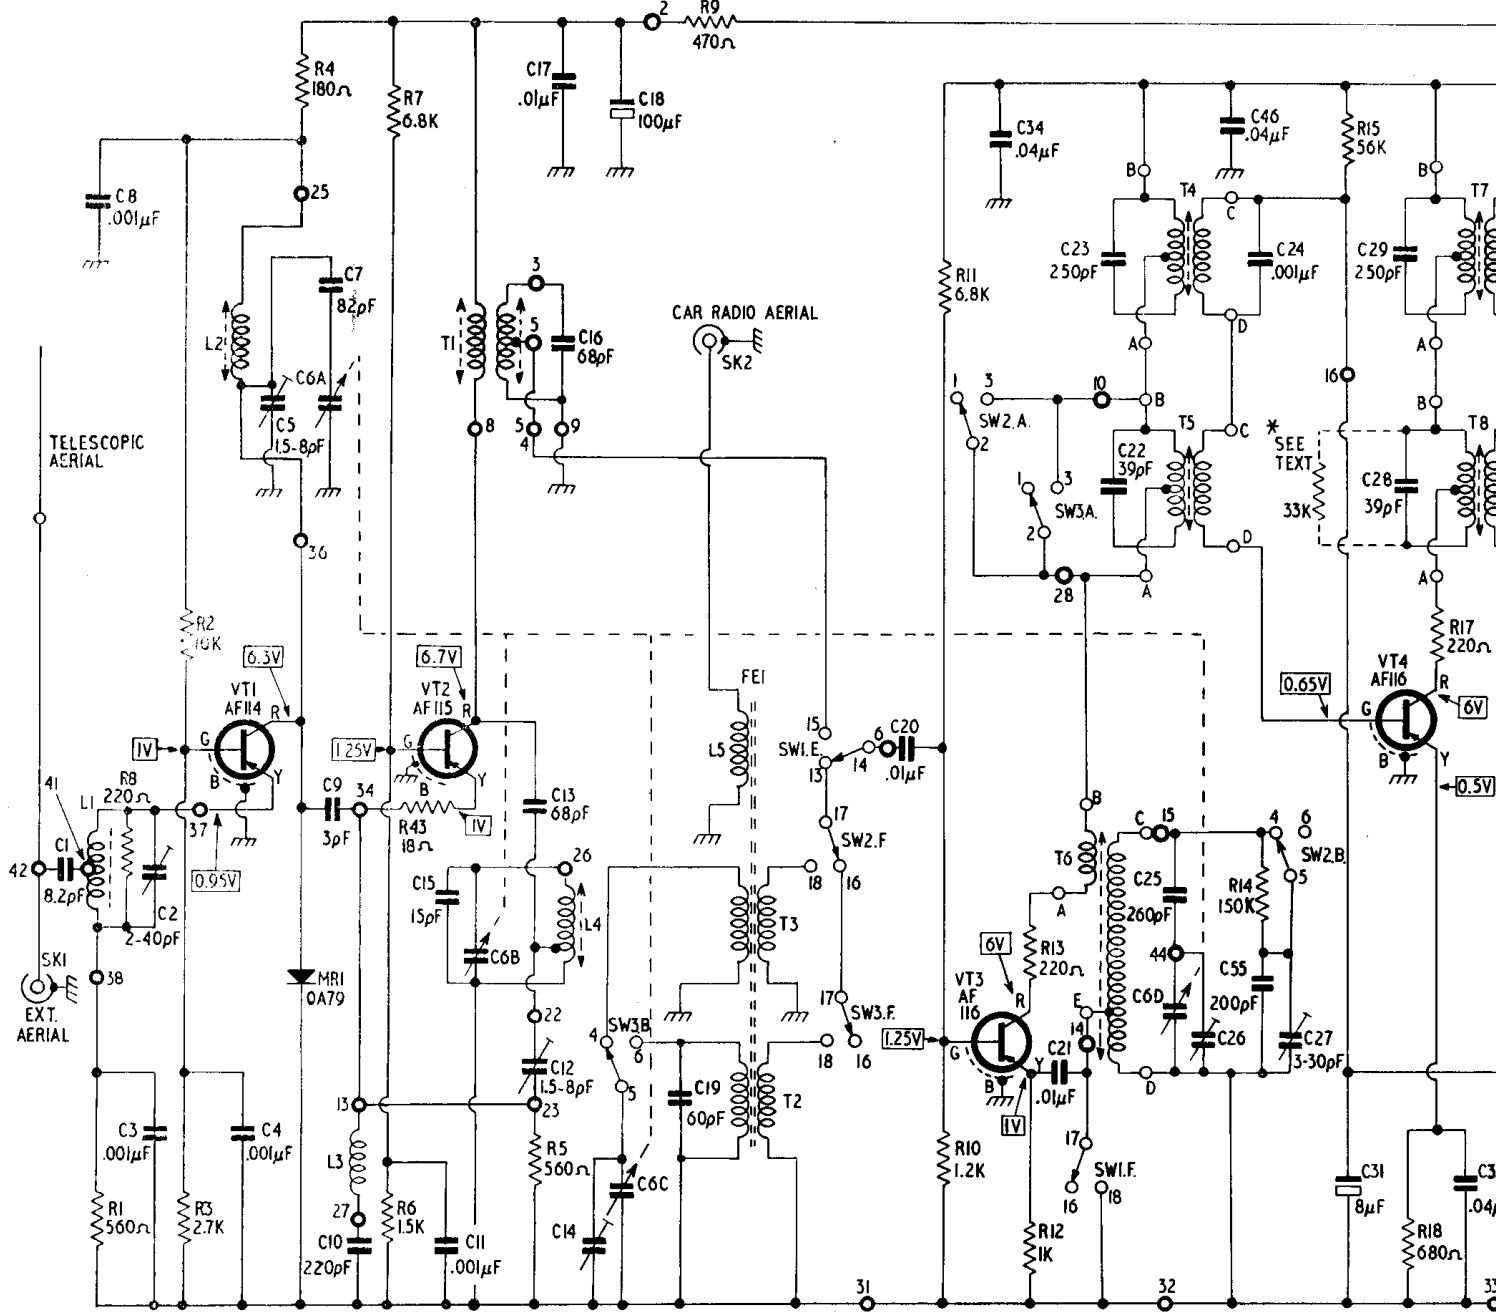 2
R9
470Ω
R4
180Ω
R7
6.8K
C17
.01µF
C18
100µF
C34
.04µF
C46
.04µF
R15
56K
C8
.001µF
25
B
T4
C
B
T7
C7
82pF
3
C23
250pF
C24
.001µF
C29
250pF
R11
6.8K
L2
T1
5
C16
68pF
CAR RADIO AERIAL
SK2
D
A
A
C6A
C5
1.5-8pF
16
1
3
10
B
B
SW2.A.
2
8
5
4
9
TELESCOPIC
AERIAL
T5
C
*
SEE
TEXT
T8
C22
39pF
1
3
SW3.A.
2
33K
C28
39pF
D
36
28
A
A
R2
10K
6.3V
6.7V
FE1
R17
220Ω
VT1
AF114
R
VT2
AF115
R
0.65V
VT4
AF116
R
6V
G
15
SW1.E.
6
C20
.01µF
1V
G
1.25V
G
L5
13
14
B
Y
B
Y
B
Y
0.5V
41
L1
R8
220Ω
C9
3pF
34
R43
18Ω
1V
C13
68pF
B
37
17
SW2.F
C
15
4
6
SW2.B.
T6
C1
8.2pF
42
0.95V
26
18
16
5
C15
15pF
A
C25
260pF
R14
150K
C2
2-40pF
L4
T3
6V
R13
220Ω
C6B
44
SK1
EXT.
AERIAL
38
MR1
OA79
VT3
AF
116
R
C6D
C55
200pF
17
SW3.F.
E
14
22
4
SW3.B
6
18
16
1.25V
G
C26
C27
3-30pF
B
Y
C21
.01µF
D
C12
1.5-8pF
5
C19
60pF
T2
13
23
1V
C3
.001µF
C4
.001µF
17
SW1.F.
L3
R5
560Ω
R10
1.2K
C6C
16
18
C31
8µF
C3
.04µ
R1
560Ω
R3
2.7K
27
R6
1.5K
C10
220pF
C11
.001µF
C14
R12
1K
R18
680Ω
31
32
33